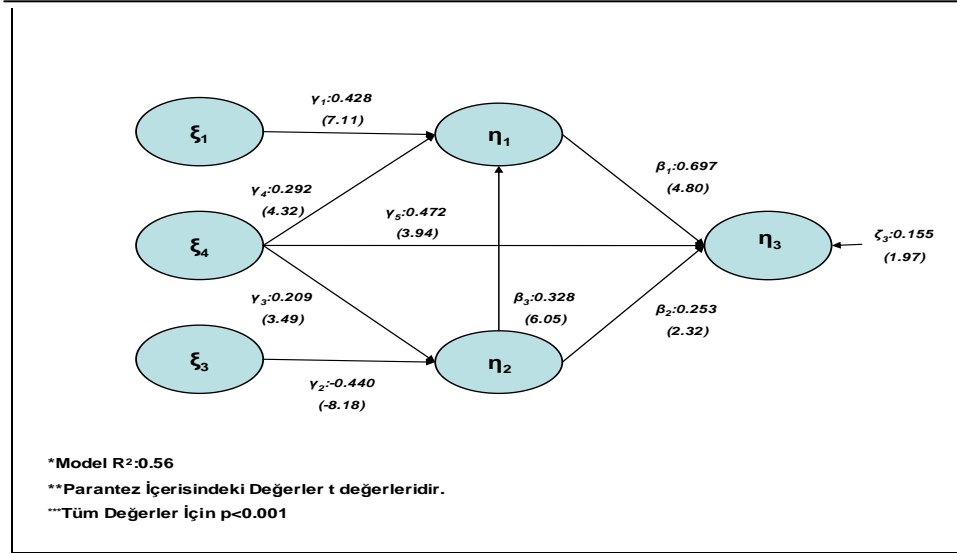 γ₁:0.428
(7.11)
ξ₁
η₁
β₁:0.697
(4.80)
γ₄:0.292
(4.32)
γ₅:0.472
(3.94)
ξ₄
η₃
ζ₃:0.155
(1.97)
γ₃:0.209
(3.49)
β₃:0.328
(6.05)
β₂:0.253
(2.32)
ξ₃
η₂
γ₂:-0.440
(-8.18)
*Model R²:0.56
**Parantez İçerisindeki Değerler t değerleridir.
***Tüm Değerler İçin p<0.001